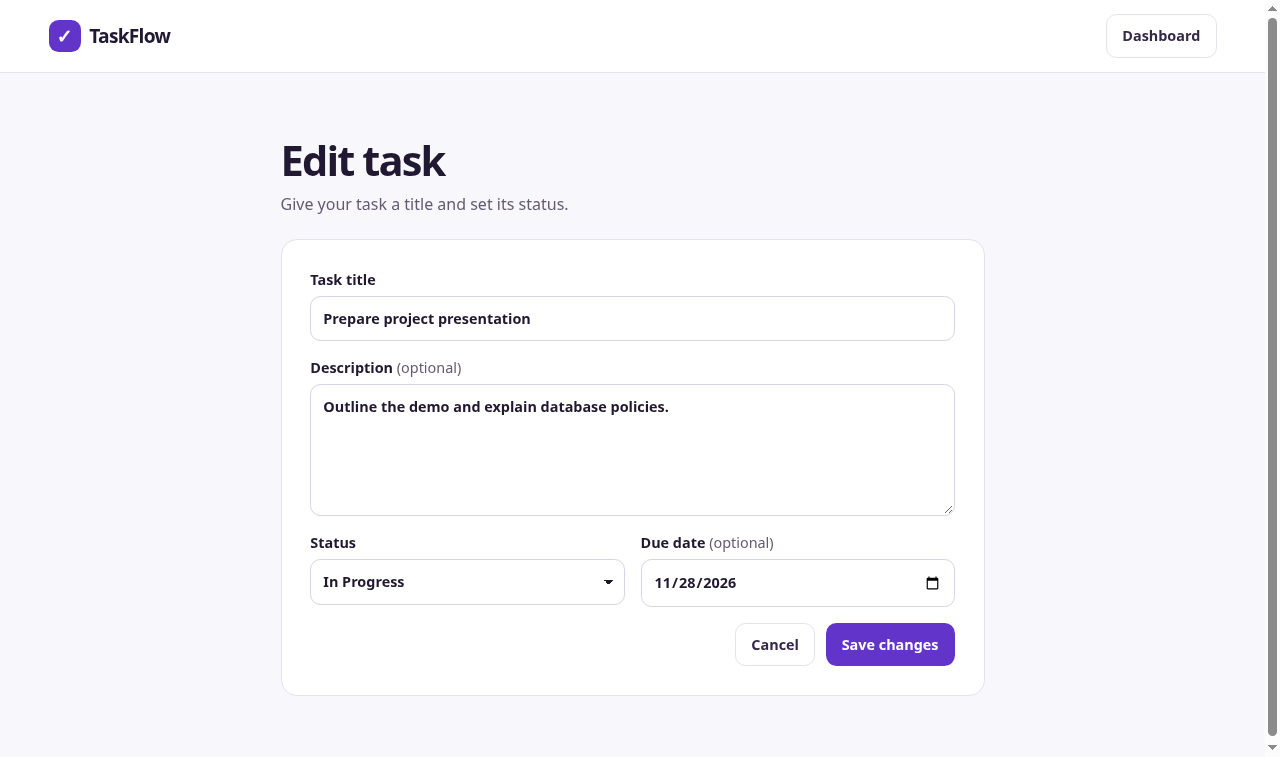 ✓ TaskFlow
Dashboard
Edit task
Give your task a title and set its status.
Task title
Prepare project presentation
Description (optional)
Outline the demo and explain database policies.
Status
Due date (optional)
In Progress
11/28/2026
Cancel
Save changes